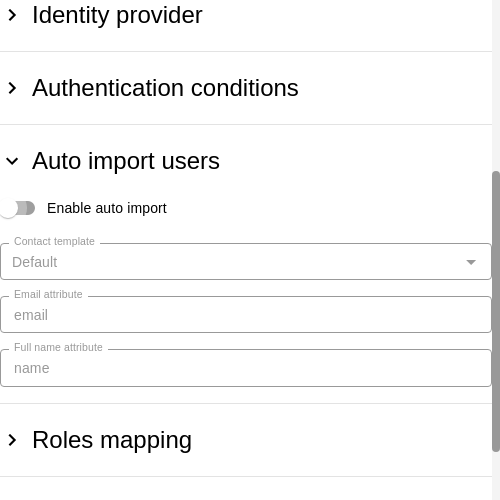 Identity provider
Authentication conditions
Auto import users
Enable auto import
Contact template
Default
Email attribute
email
Full name attribute
name
Roles mapping